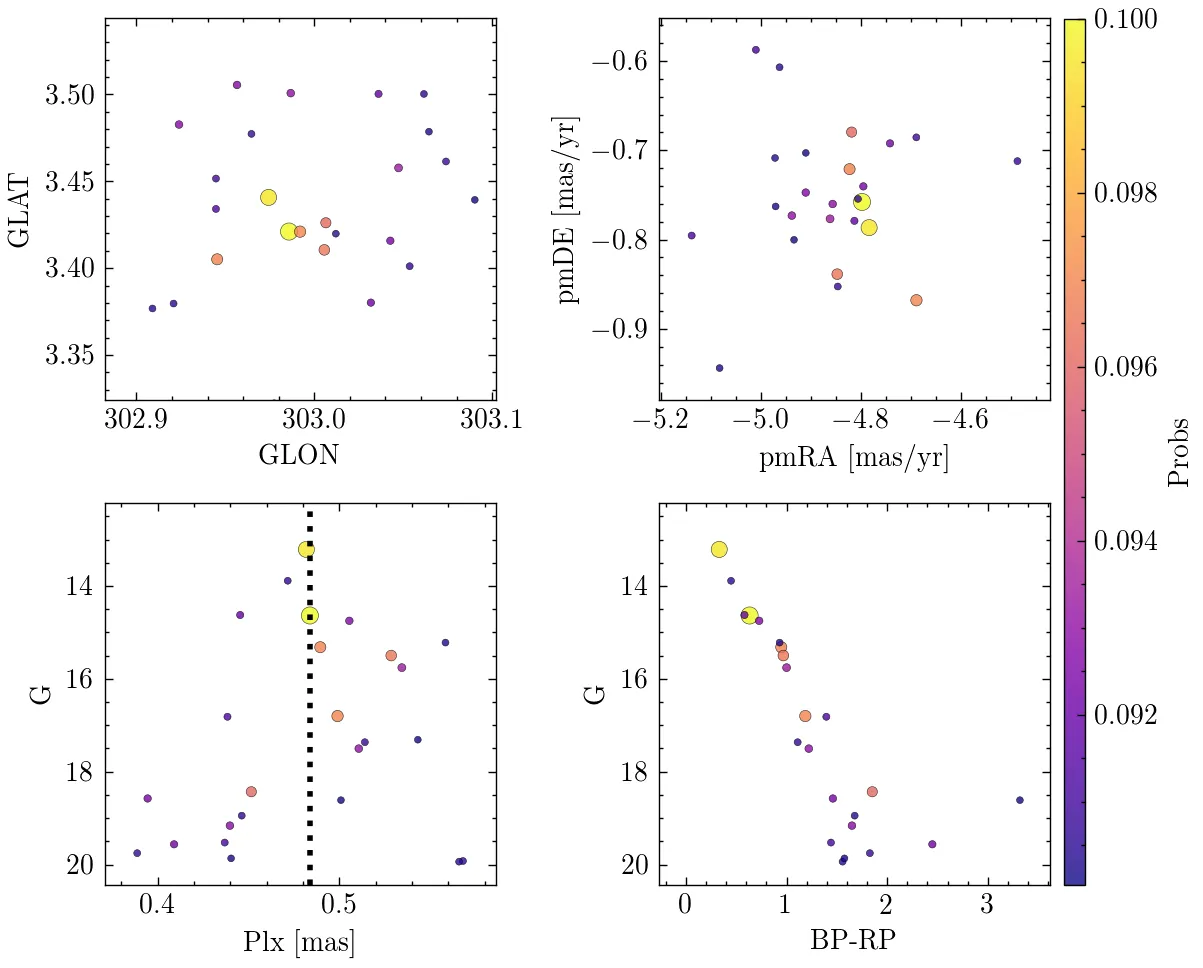 3.50
3.45
3.40
3.35
GLAT
302.9 303.0 303.1
GLON
−0.6
−0.7
−0.8
−0.9
pmDE [mas/yr]
−5.2 −5.0 −4.8 −4.6
pmRA [mas/yr]
0.100
0.098
0.096
0.094
0.092
Probs
14
16
18
20
G
0.4 0.5
Plx [mas]
14
16
18
20
G
0 1 2 3
BP-RP